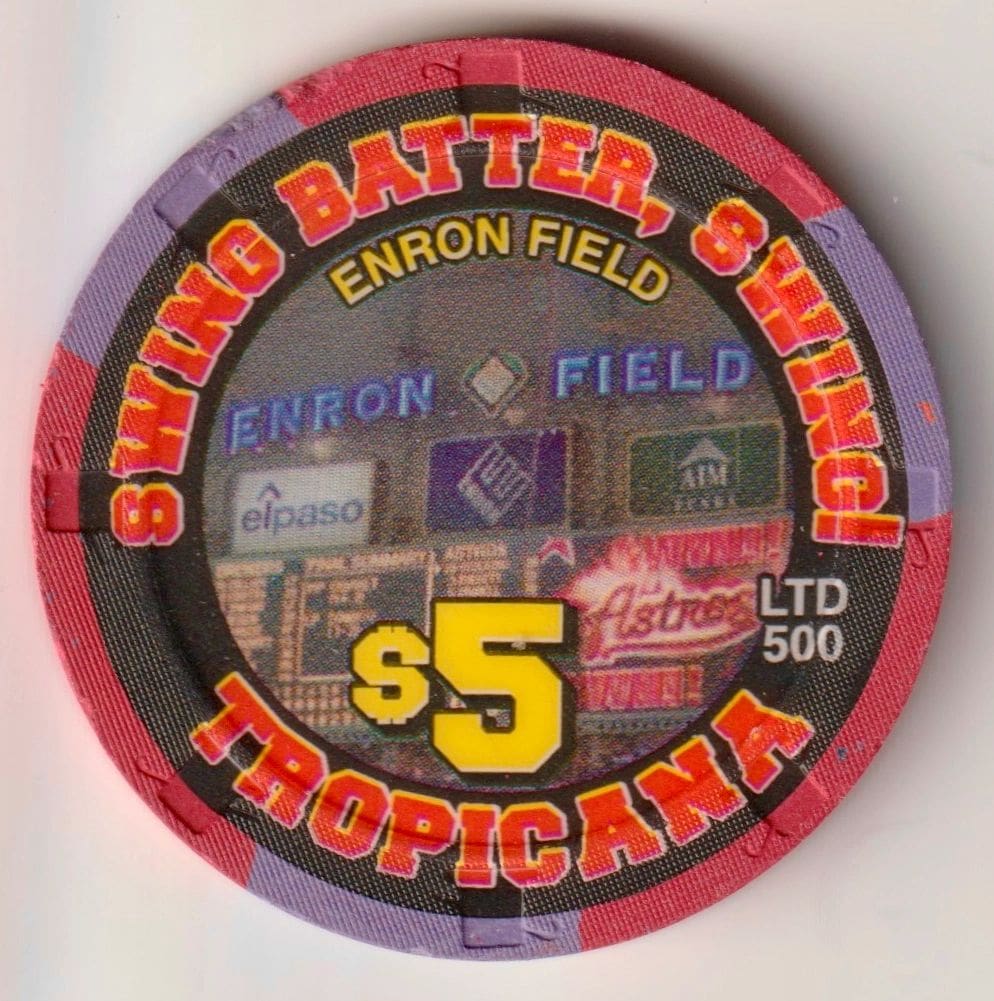 SWING BATTER, SWING!
ENRON FIELD
ENRON FIELD
elpaso
AIM
Astros
$5
LTD
500
TROPICANA